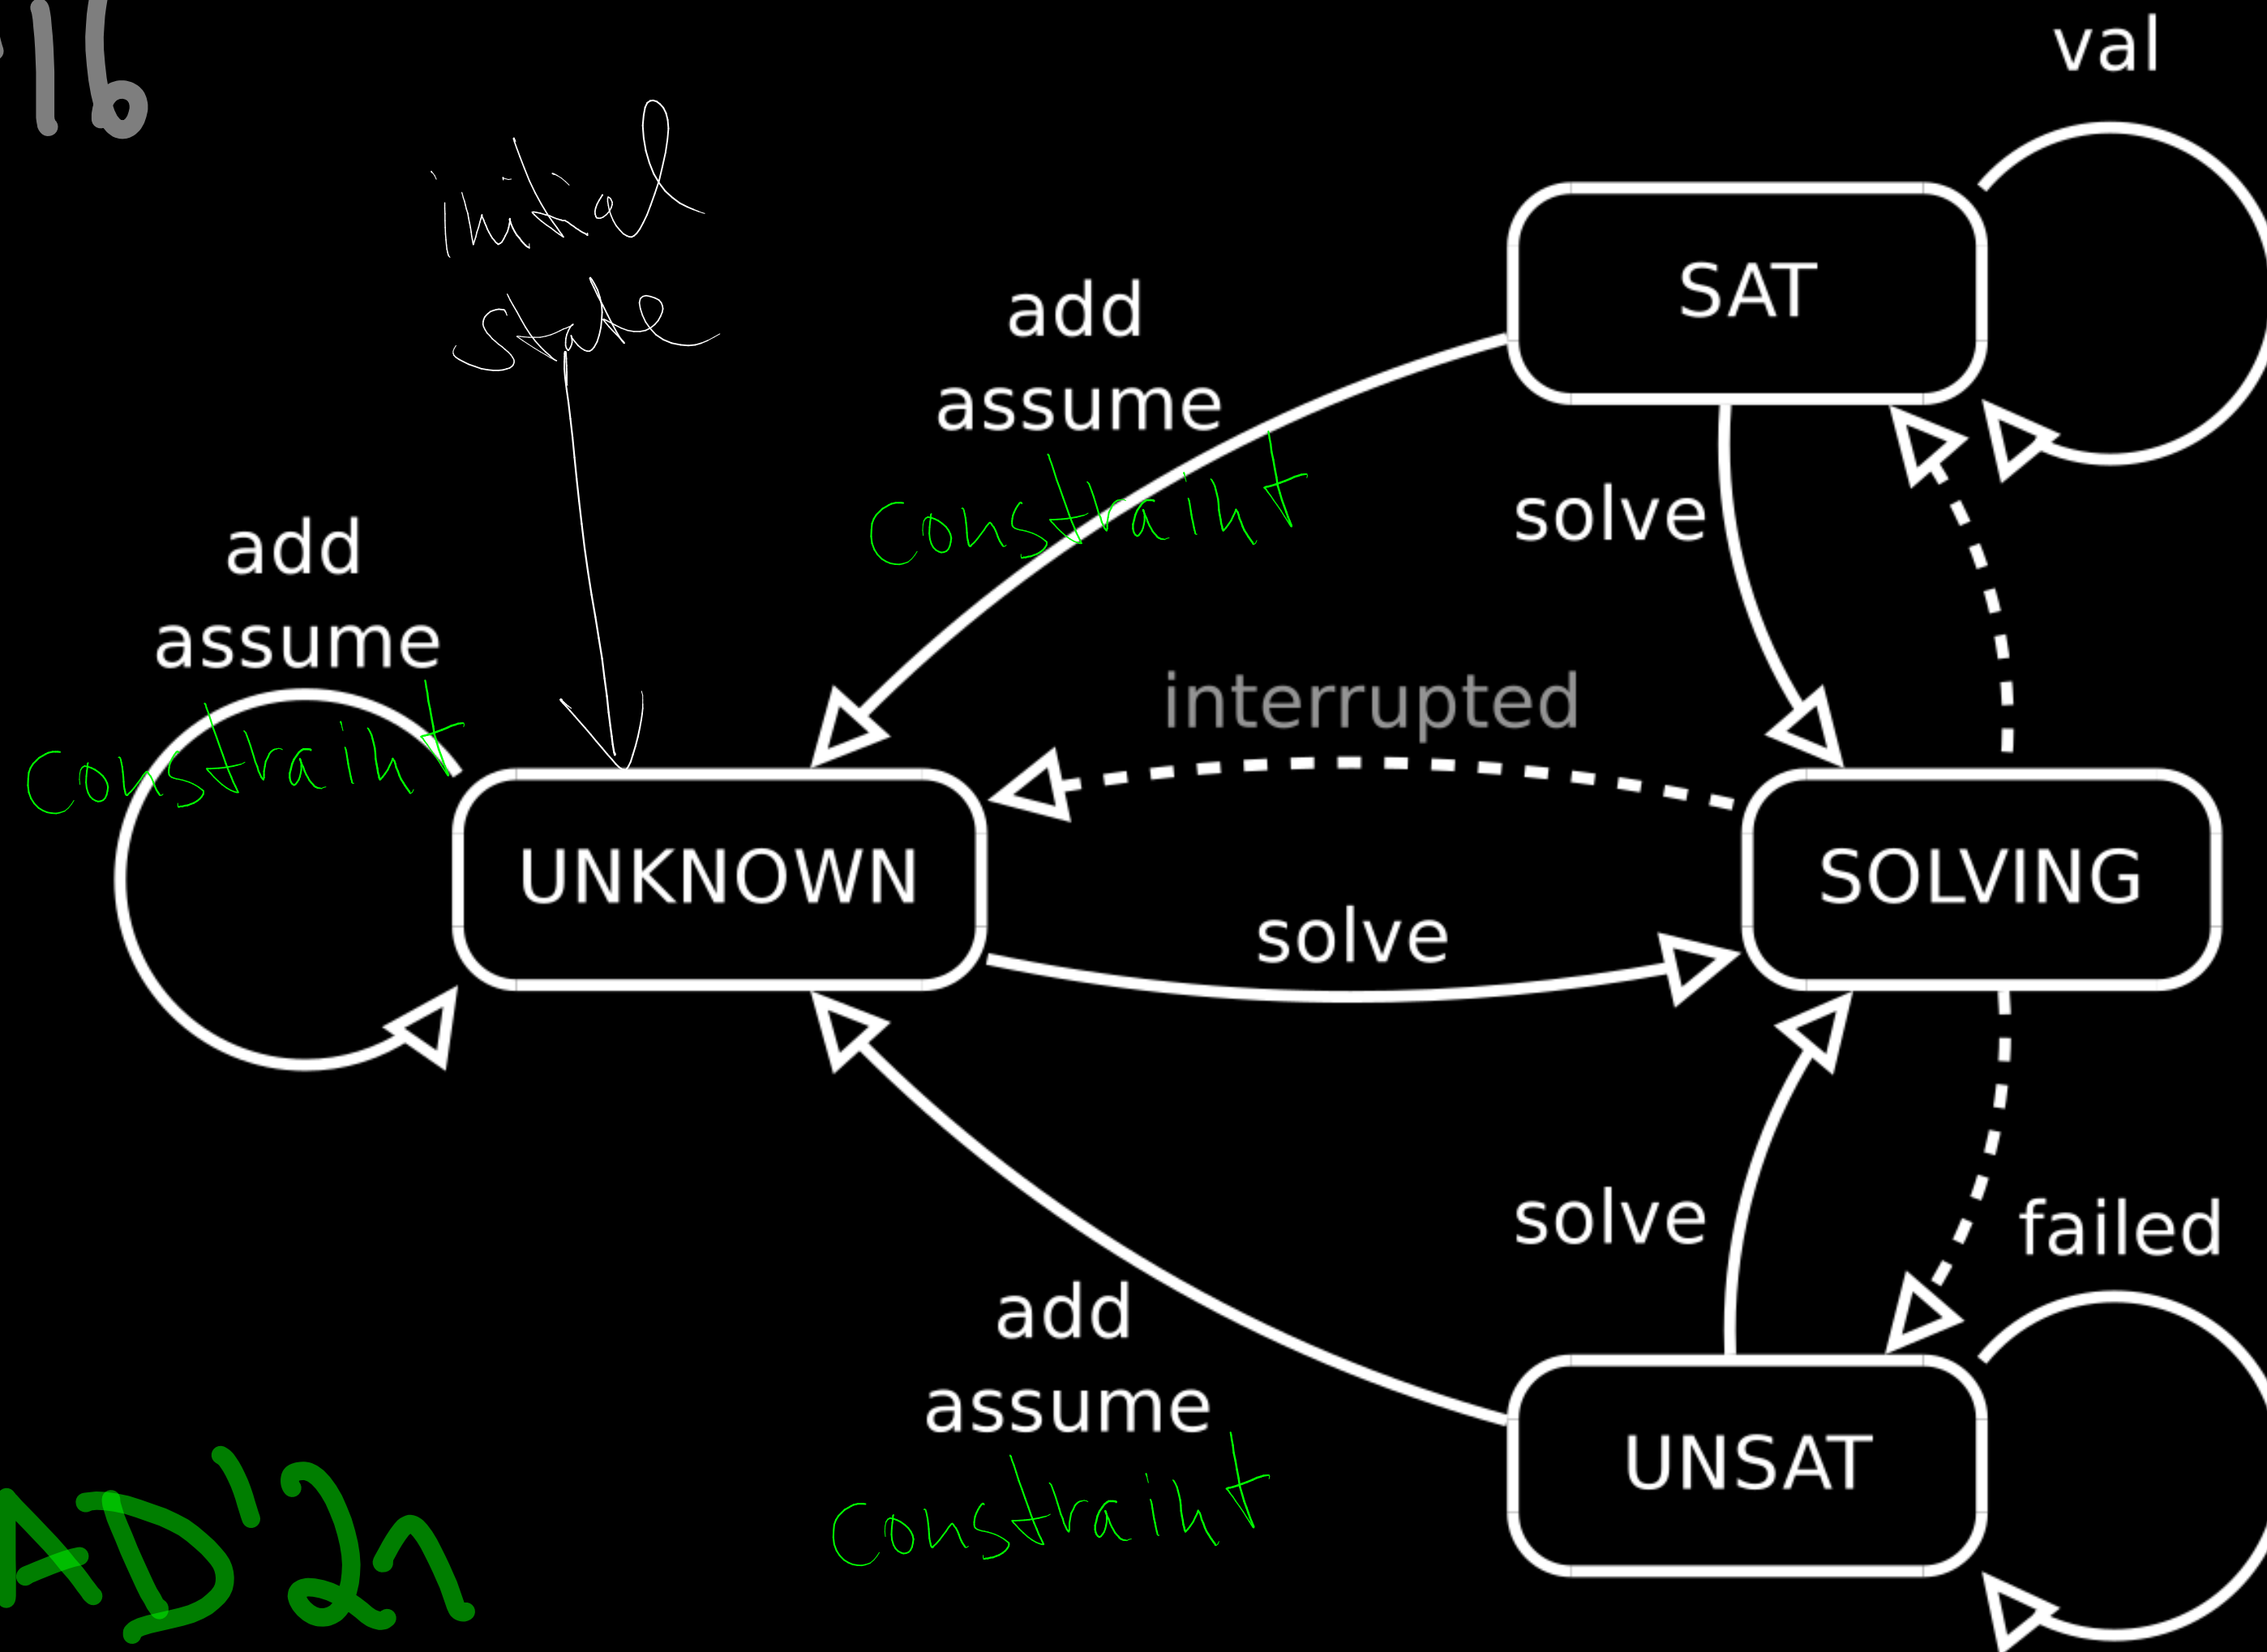 16
val
initial
state
SAT
add
assume
constraint
solve
add
assume
constraint
interrupted
UNKNOWN
SOLVING
solve
solve
failed
add
assume
constraint
UNSAT
AD'21